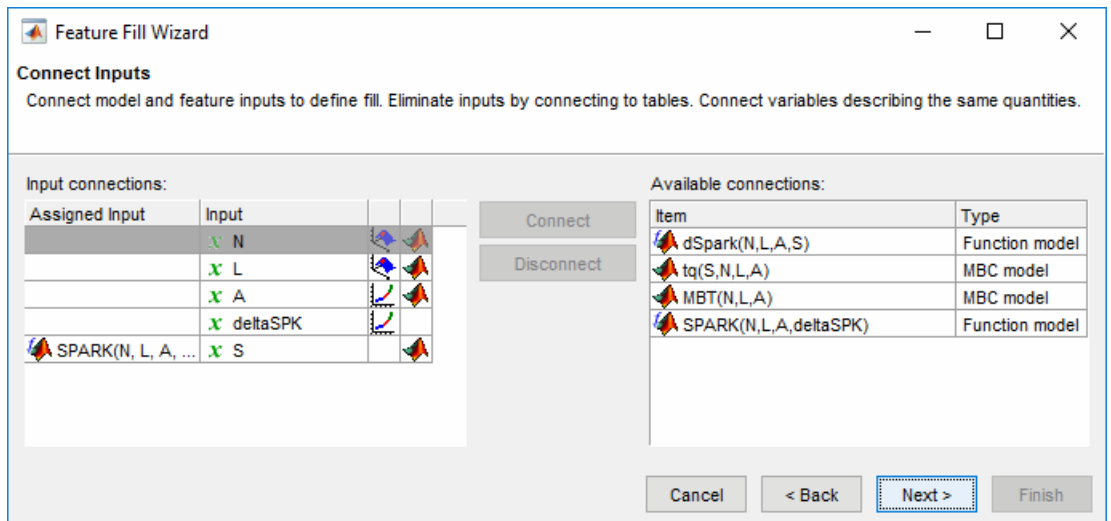 Feature Fill Wizard
Connect Inputs
Connect model and feature inputs to define fill. Eliminate inputs by connecting to tables. Connect variables describing the same quantities.
Input connections:
Assigned Input Input
x N
x L
x A
x deltaSPK
SPARK(N, L, A, ... x S
Connect
Disconnect
Available connections:
Item Type
dSpark(N,L,A,S) Function model
tq(S,N,L,A) MBC model
MBT(N,L,A) MBC model
SPARK(N,L,A,deltaSPK) Function model
Cancel < Back Next > Finish